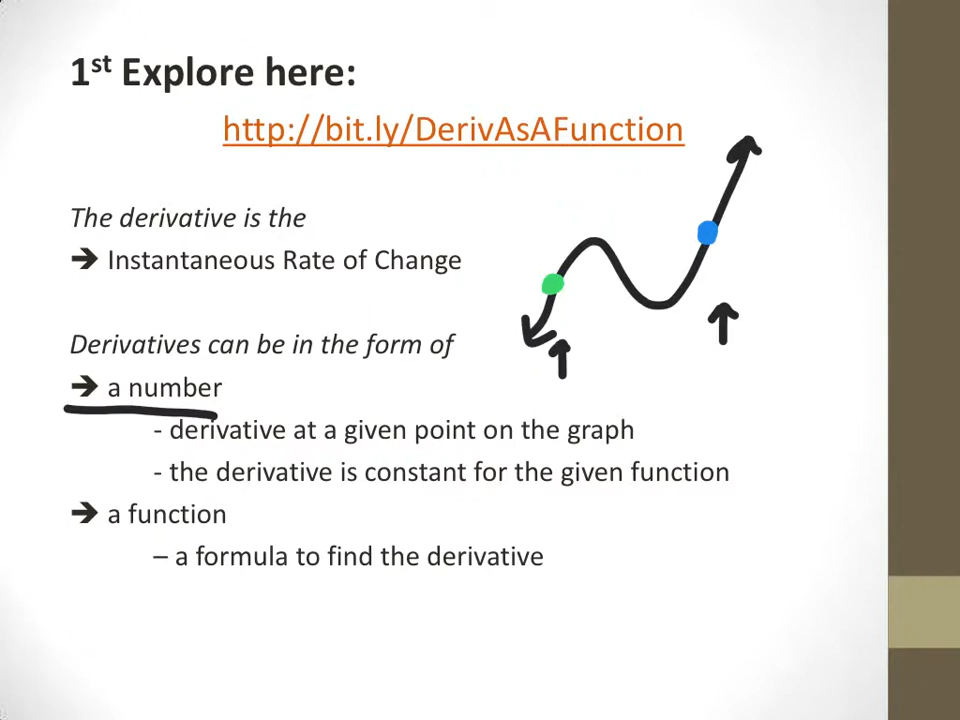 1st Explore here:
http://bit.ly/DerivAsAFunction
The derivative is the
➔ Instantaneous Rate of Change
Derivatives can be in the form of
➔ a number
- derivative at a given point on the graph
- the derivative is constant for the given function
➔ a function
– a formula to find the derivative